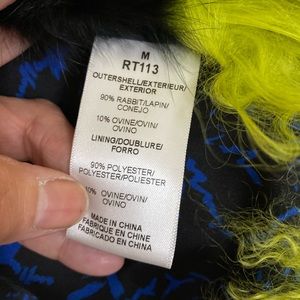 M
RT113
OUTERSHELL/EXTERIEUR/
EXTERIOR
90% RABBIT/LAPIN/
CONEJO
10% OVINE/OVIN/
OVINO
LINING/DOUBLURE/
FORRO
90% POLYESTER/
POLYESTER/POLIESTER
10% OVINE/OVIN/
OVINO
MADE IN CHINA
FABRIQUE EN CHINE
FABRICADO EN CHINA